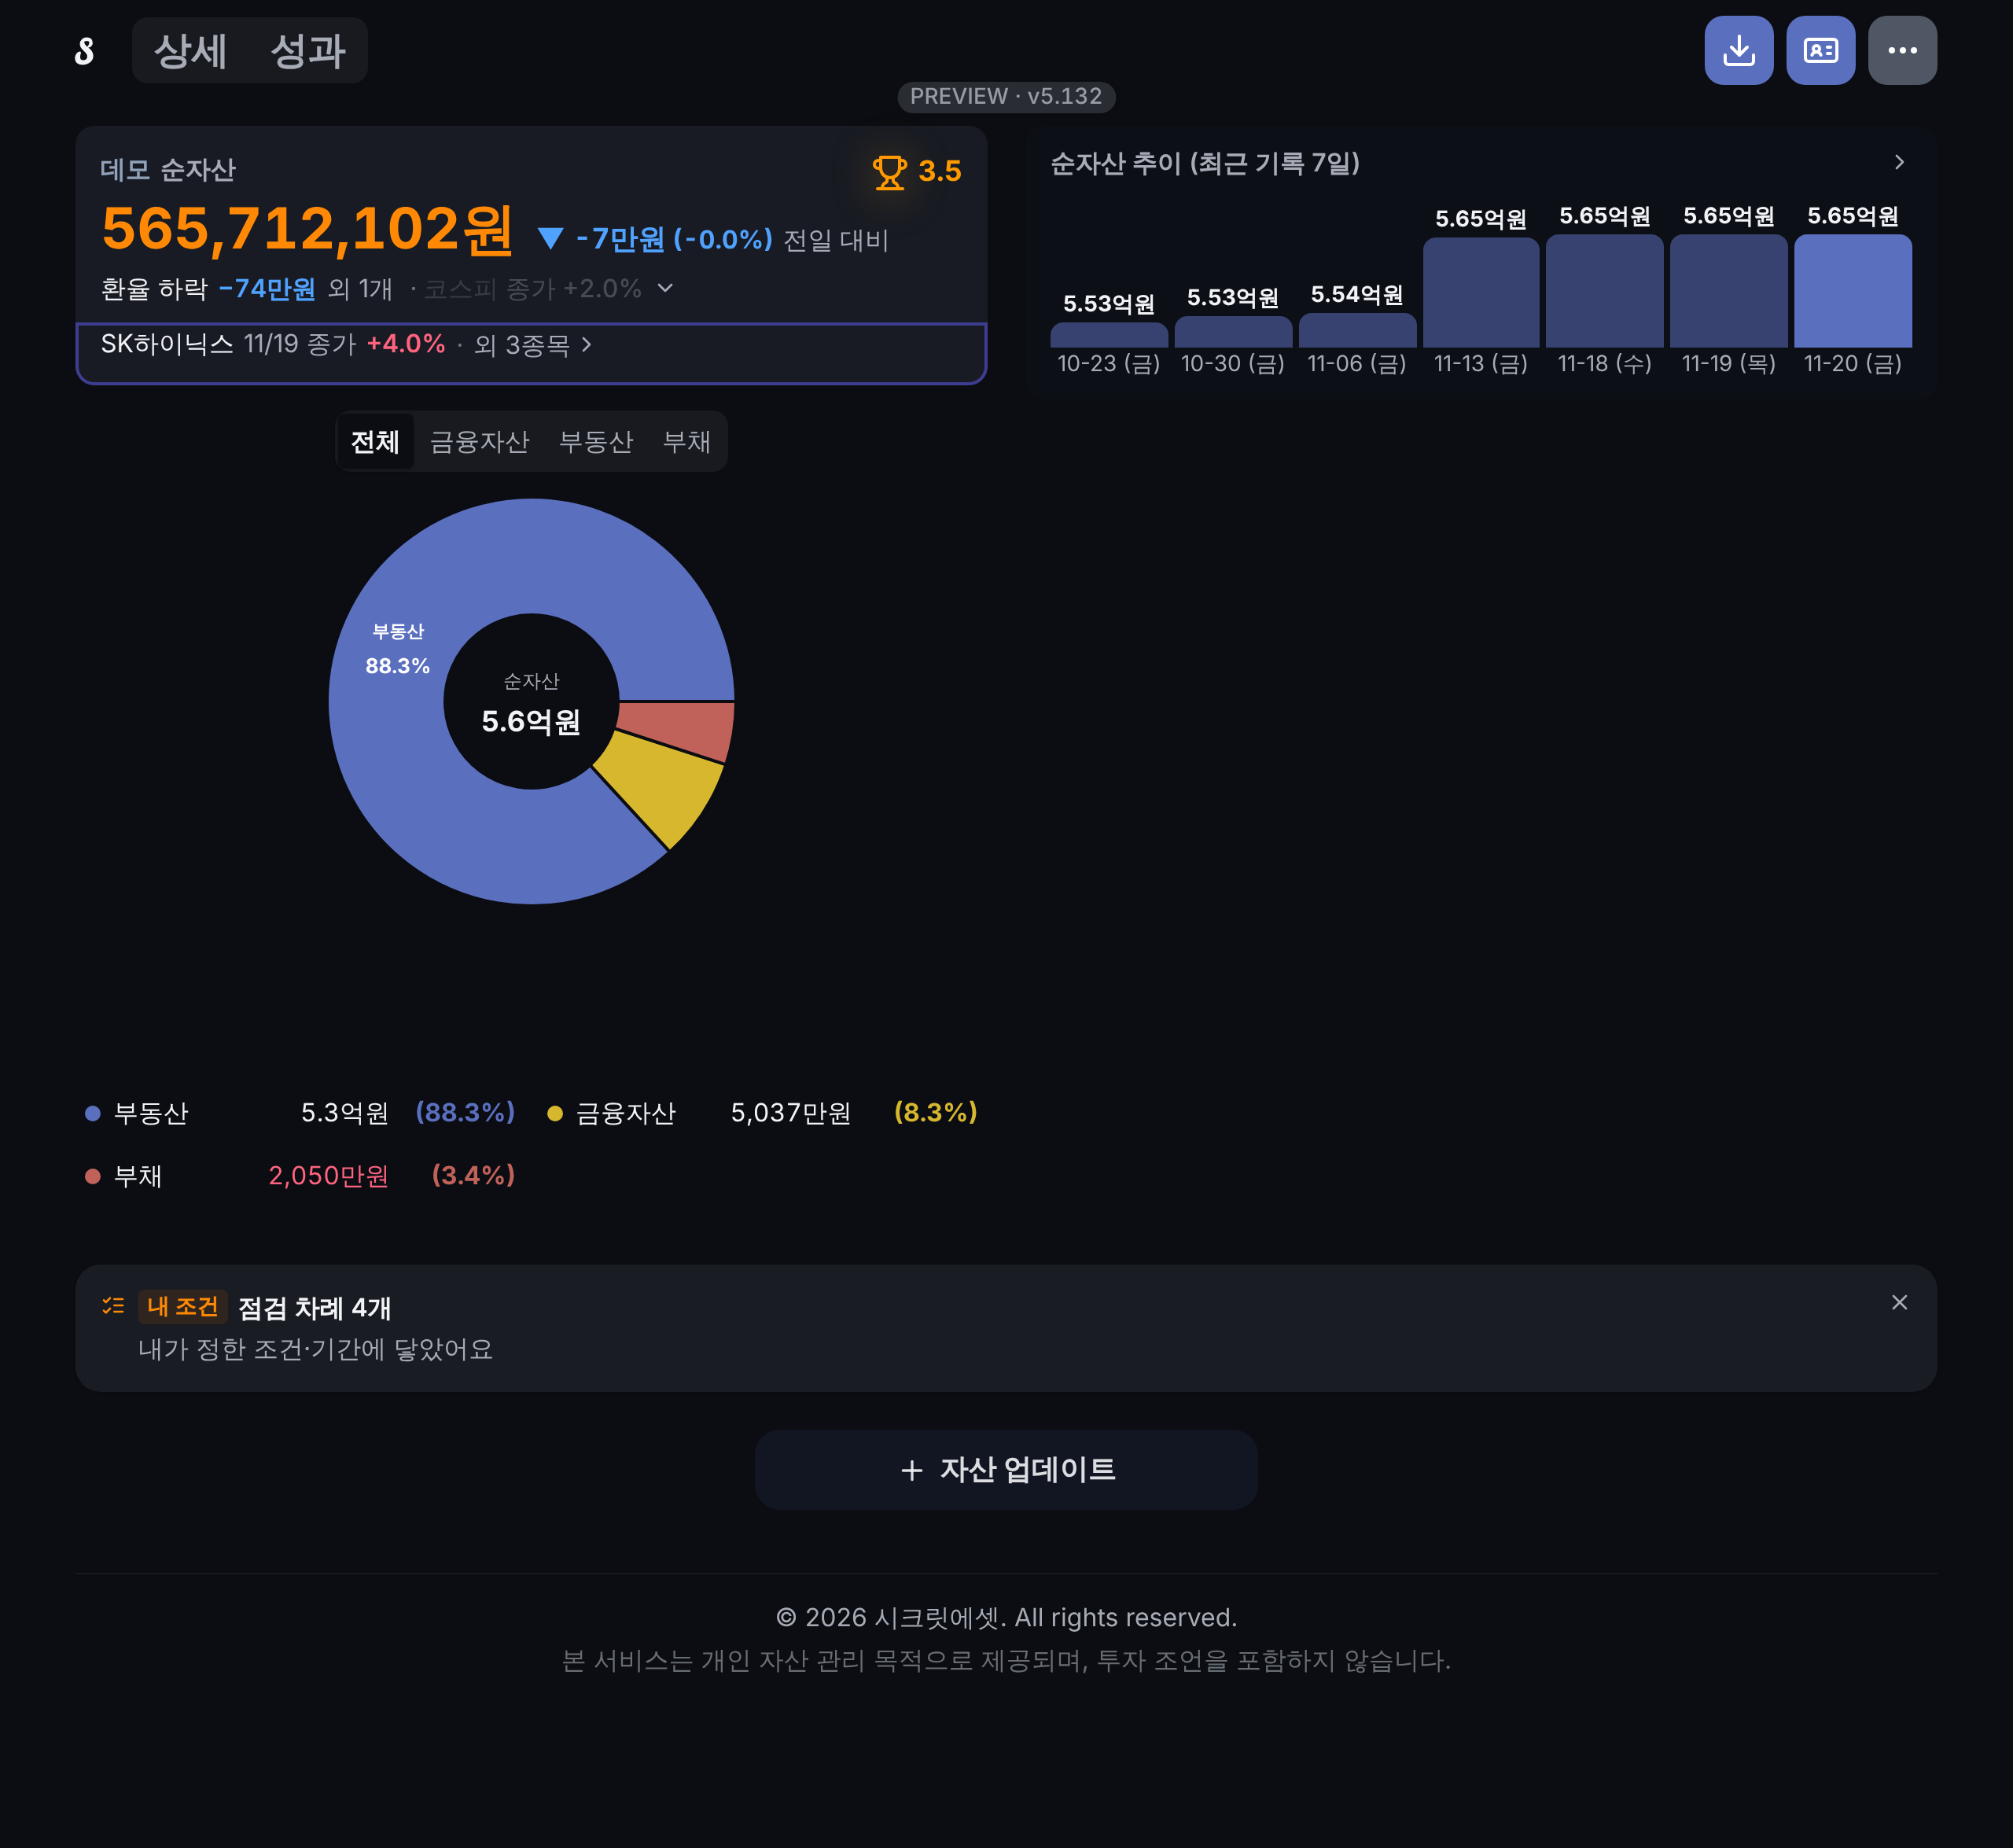 S 상세 성과
PREVIEW · v5.132
데모 순자산
3.5
565,712,102원 ▼ -7만원 (-0.0%) 전일 대비
환율 하락 −74만원 외 1개 · 코스피 종가 +2.0%
SK하이닉스 11/19 종가 +4.0% · 외 3종목
순자산 추이 (최근 기록 7일)
5.53억원 5.53억원 5.54억원 5.65억원 5.65억원 5.65억원 5.65억원
10-23 (금) 10-30 (금) 11-06 (금) 11-13 (금) 11-18 (수) 11-19 (목) 11-20 (금)
전체 금융자산 부동산 부채
부동산
88.3%
순자산
5.6억원
부동산 5.3억원 (88.3%) 금융자산 5,037만원 (8.3%)
부채 2,050만원 (3.4%)
내 조건 점검 차례 4개
내가 정한 조건·기간에 닿았어요
+ 자산 업데이트
© 2026 시크릿에셋. All rights reserved.
본 서비스는 개인 자산 관리 목적으로 제공되며, 투자 조언을 포함하지 않습니다.